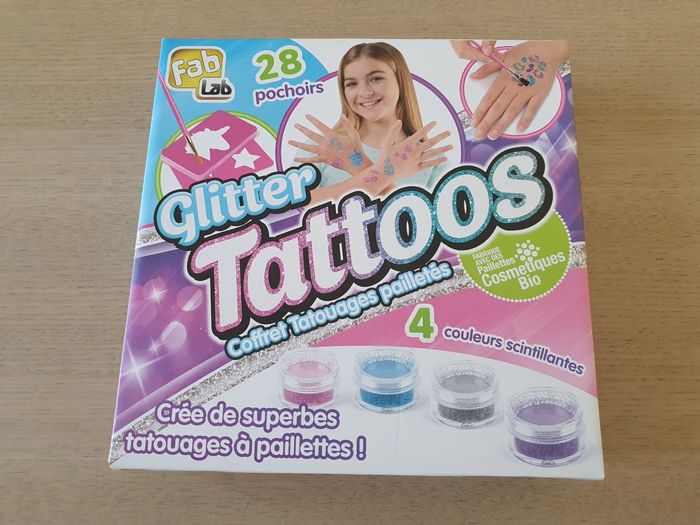 Fab
Lab
28
pochoirs
Glitter
Tattoos
Coffret Tatouages pailletés
FABRIQUÉ
AVEC DES
Paillettes
Cosmétiques
Bio
4 couleurs scintillantes
Crée de superbes
tatouages à paillettes !